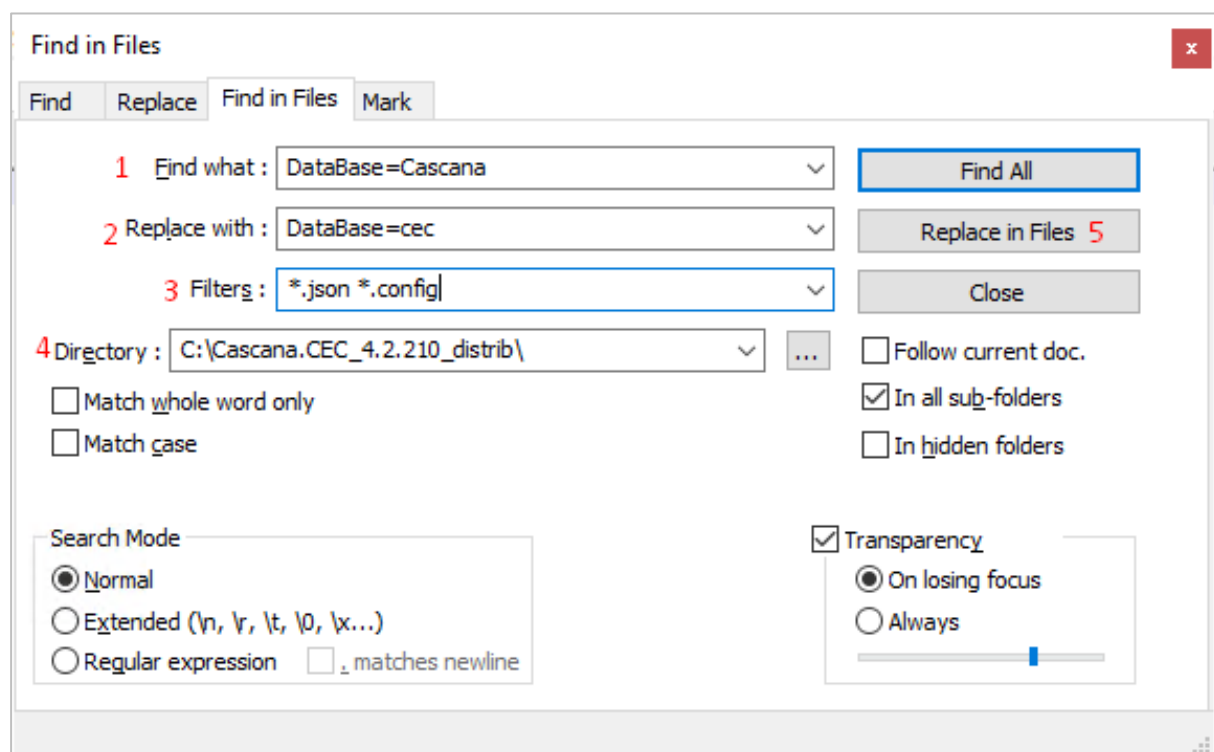 Find in Files
x
Find Replace Find in Files Mark
1 Find what : DataBase=Cascana Find All
2 Replace with : DataBase=cec Replace in Files 5
3 Filters : *.json *.config Close
4 Directory : C:\Cascana.CEC_4.2.210_distrib\ ... Follow current doc.
Match whole word only In all sub-folders
Match case In hidden folders
Search Mode Transparency
Normal On losing focus
Extended (\n, \r, \t, \0, \x...) Always
Regular expression . matches newline